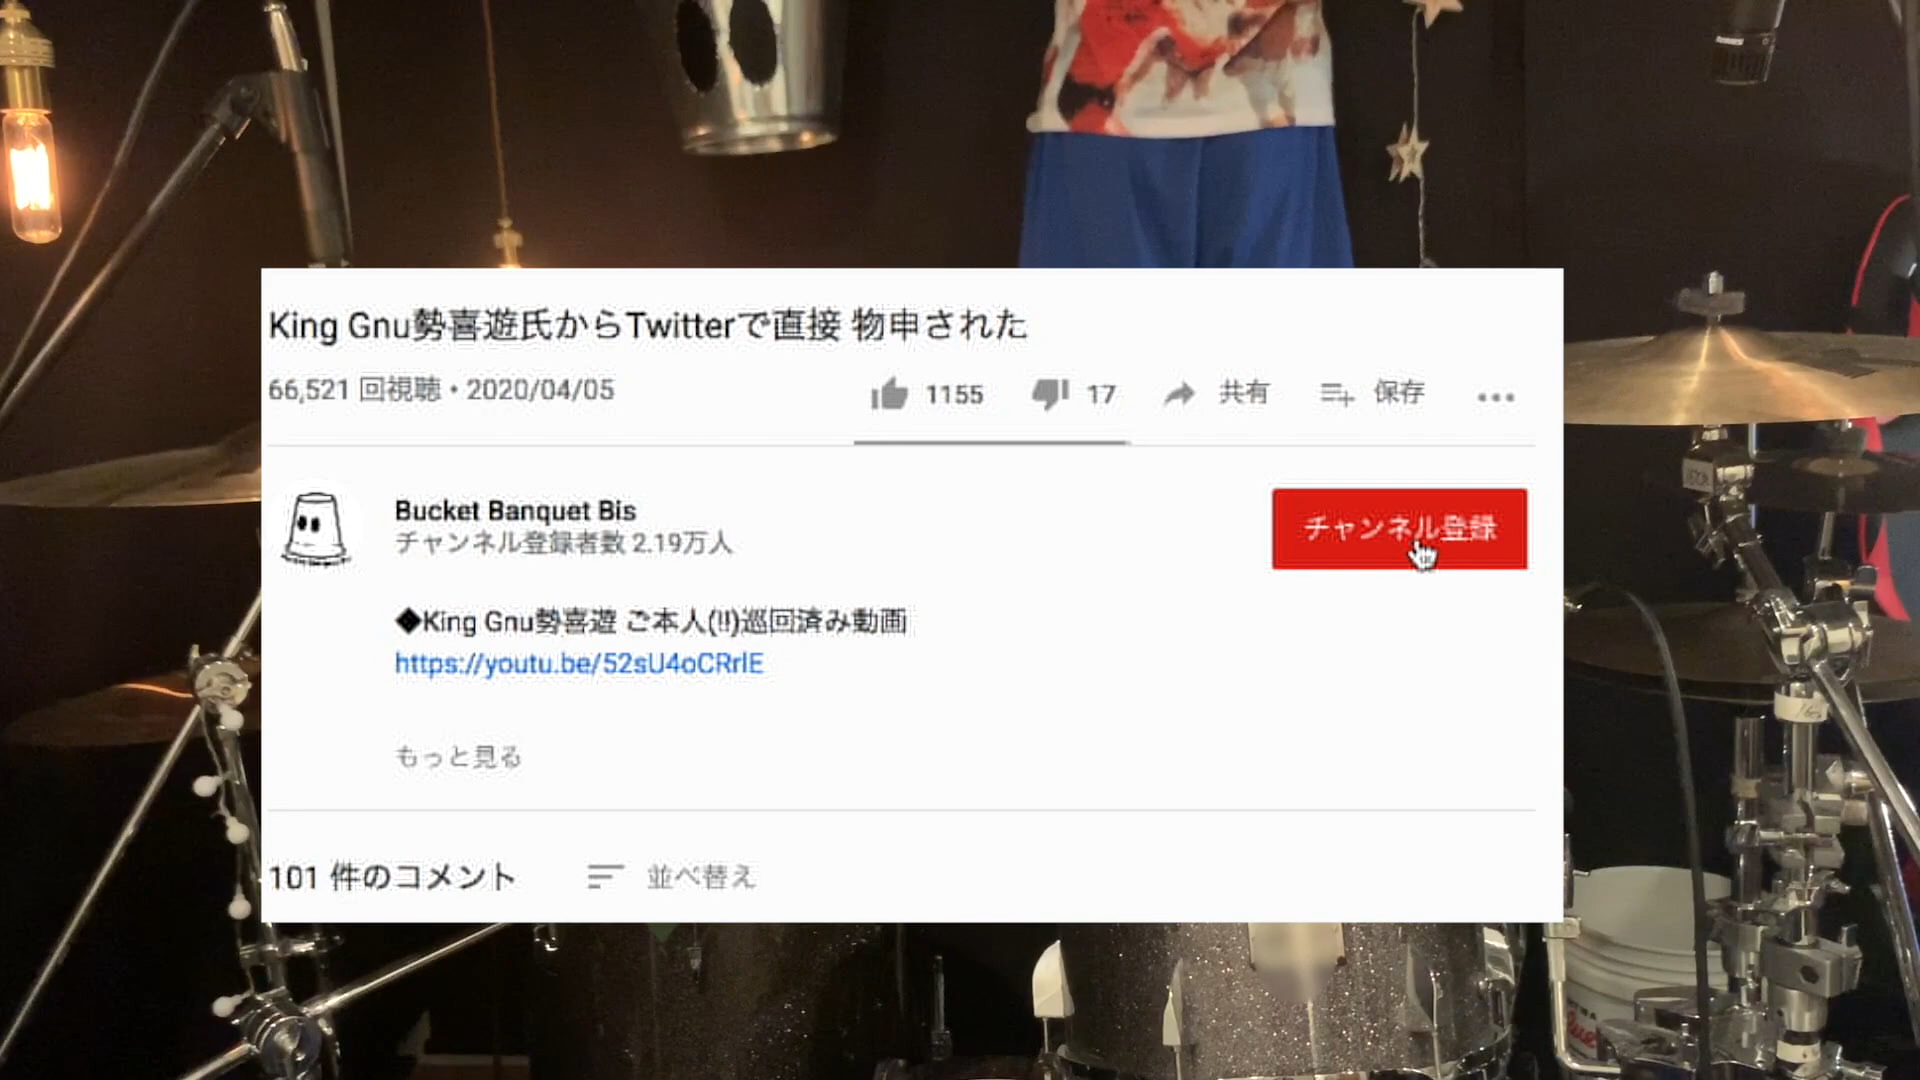 King Gnu勢喜遊氏からTwitterで直接 物申された
66,521 回視聴・2020/04/05
1155
17
共有
保存
Bucket Banquet Bis
チャンネル登録者数 2.19万人
チャンネル登録
◆King Gnu勢喜遊 ご本人(!!)巡回済み動画
https://youtu.be/52sU4oCRrlE
もっと見る
101 件のコメント
並べ替え